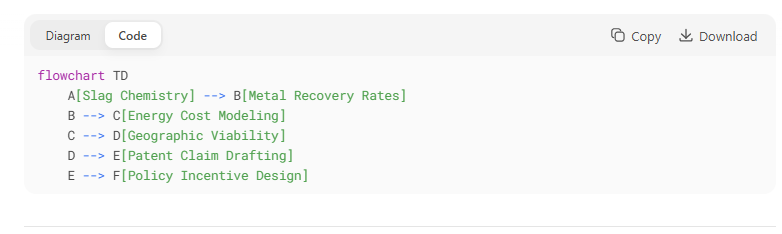 Diagram Code Copy Download
flowchart TD
A[Slag Chemistry] --> B[Metal Recovery Rates]
B --> C[Energy Cost Modeling]
C --> D[Geographic Viability]
D --> E[Patent Claim Drafting]
E --> F[Policy Incentive Design]